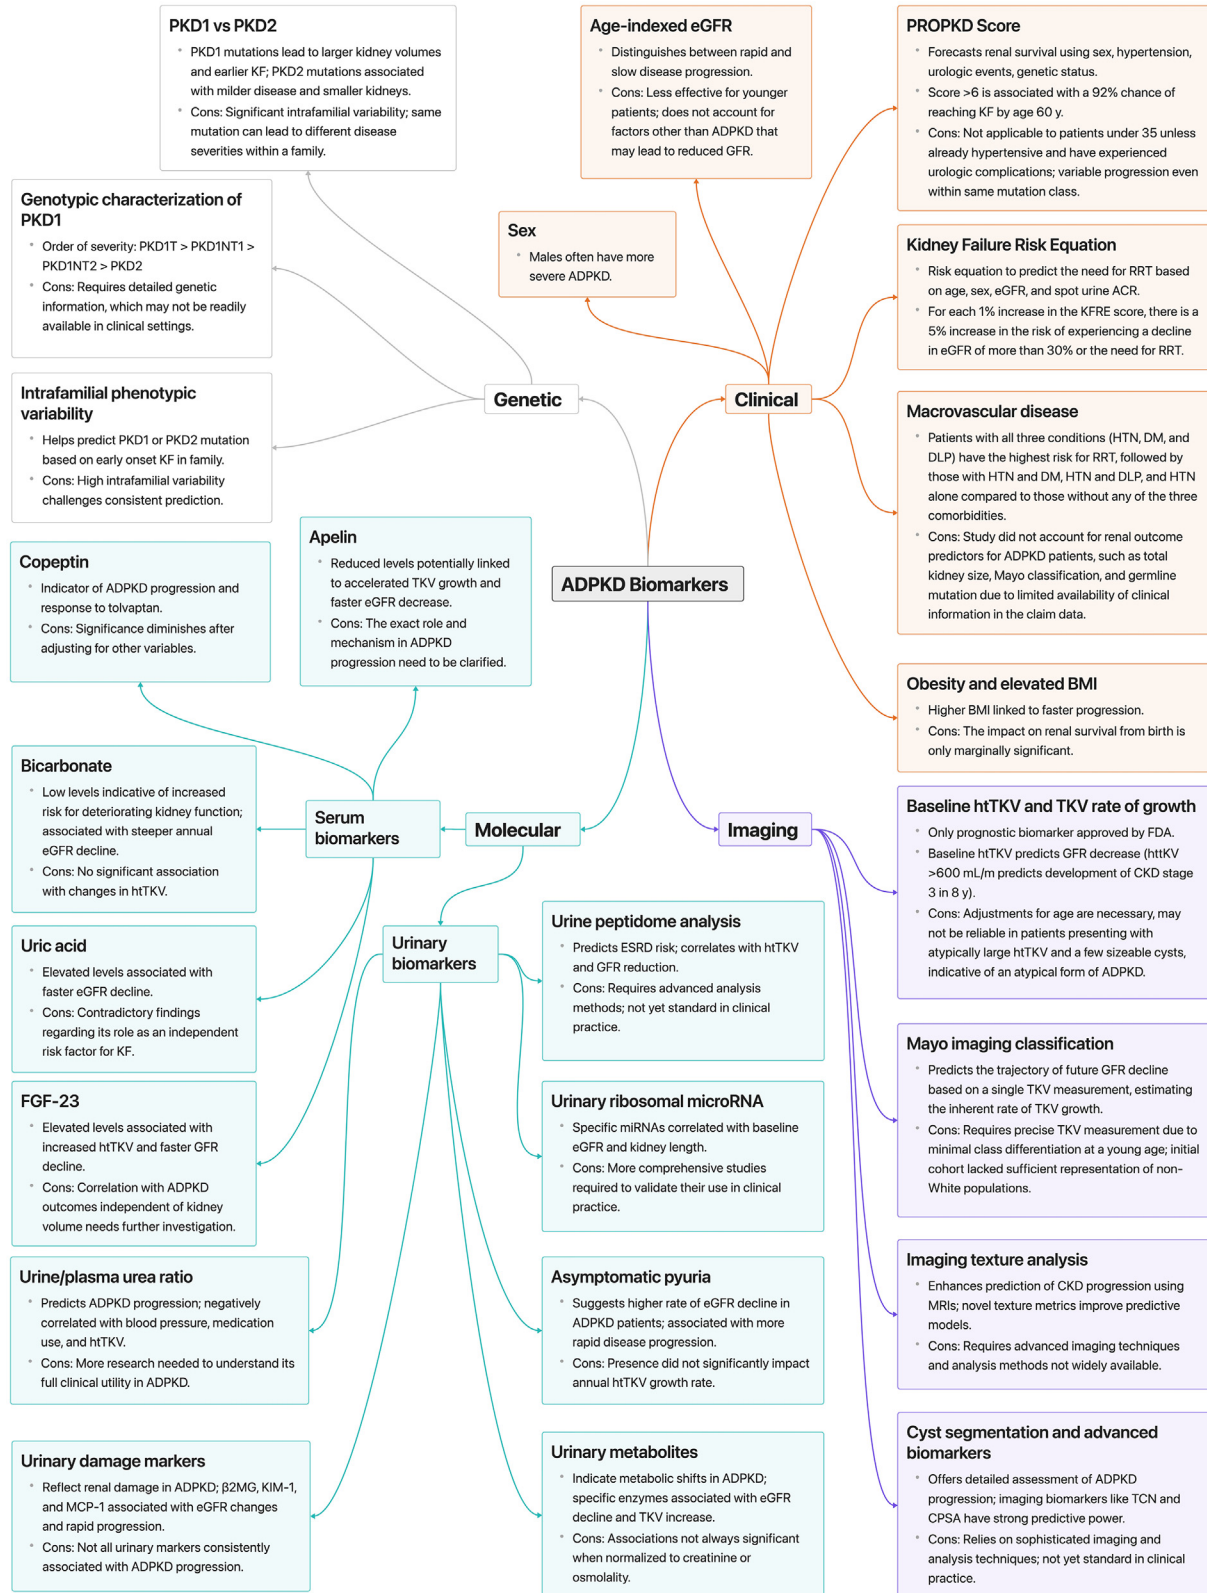 PKD1 vs PKD2
PKD1 mutations lead to larger kidney volumes
and earlier KF; PKD2 mutations associated
with milder disease and smaller kidneys.
Cons: Significant intrafamilial variability; same
mutation can lead to different disease
severities within a family.
Genotypic characterization of
PKD1
Order of severity: PKD1T > PKD1NT1 >
PKD1NT2 > PKD2
Cons: Requires detailed genetic
information, which may not be readily
available in clinical settings.
Intrafamilial phenotypic
variability
Helps predict PKD1 or PKD2 mutation
based on early onset KF in family.
Cons: High intrafamilial variability
challenges consistent prediction.
Genetic
Age-indexed eGFR
Distinguishes between rapid and
slow disease progression.
Cons: Less effective for younger
patients; does not account for
factors other than ADPKD that
may lead to reduced GFR.
Sex
Males often have more
severe ADPKD.
Clinical
PROPKD Score
Forecasts renal survival using sex, hypertension,
urologic events, genetic status.
Score >6 is associated with a 92% chance of
reaching KF by age 60 y.
Cons: Not applicable to patients under 35 unless
already hypertensive and have experienced
urologic complications; variable progression even
within same mutation class.
Kidney Failure Risk Equation
Risk equation to predict the need for RRT based
on age, sex, eGFR, and spot urine ACR.
For each 1% increase in the KFRE score, there is a
5% increase in the risk of experiencing a decline
in eGFR of more than 30% or the need for RRT.
Macrovascular disease
Patients with all three conditions (HTN, DM, and
DLP) have the highest risk for RRT, followed by
those with HTN and DM, HTN and DLP, and HTN
alone compared to those without any of the three
comorbidities.
Cons: Study did not account for renal outcome
predictors for ADPKD patients, such as total
kidney size, Mayo classification, and germline
mutation due to limited availability of clinical
information in the claim data.
Obesity and elevated BMI
Higher BMI linked to faster progression.
Cons: The impact on renal survival from birth is
only marginally significant.
ADPKD Biomarkers
Copeptin
Indicator of ADPKD progression and
response to tolvaptan.
Cons: Significance diminishes after
adjusting for other variables.
Apelin
Reduced levels potentially linked
to accelerated TKV growth and
faster eGFR decrease.
Cons: The exact role and
mechanism in ADPKD
progression need to be clarified.
Bicarbonate
Low levels indicative of increased
risk for deteriorating kidney function;
associated with steeper annual
eGFR decline.
Cons: No significant association
with changes in htTKV.
Serum
biomarkers
Molecular
Imaging
Uric acid
Elevated levels associated with
faster eGFR decline.
Cons: Contradictory findings
regarding its role as an independent
risk factor for KF.
FGF-23
Elevated levels associated with
increased htTKV and faster GFR
decline.
Cons: Correlation with ADPKD
outcomes independent of kidney
volume needs further investigation.
Urinary
biomarkers
Urine peptidome analysis
Predicts ESRD risk; correlates with htTKV
and GFR reduction.
Cons: Requires advanced analysis
methods; not yet standard in clinical
practice.
Urinary ribosomal microRNA
Specific miRNAs correlated with baseline
eGFR and kidney length.
Cons: More comprehensive studies
required to validate their use in clinical
practice.
Urine/plasma urea ratio
Predicts ADPKD progression; negatively
correlated with blood pressure, medication
use, and htTKV.
Cons: More research needed to understand its
full clinical utility in ADPKD.
Asymptomatic pyuria
Suggests higher rate of eGFR decline in
ADPKD patients; associated with more
rapid disease progression.
Cons: Presence did not significantly impact
annual htTKV growth rate.
Urinary damage markers
Reflect renal damage in ADPKD; β2MG, KIM-1,
and MCP-1 associated with eGFR changes
and rapid progression.
Cons: Not all urinary markers consistently
associated with ADPKD progression.
Urinary metabolites
Indicate metabolic shifts in ADPKD;
specific enzymes associated with eGFR
decline and TKV increase.
Cons: Associations not always significant
when normalized to creatinine or
osmolality.
Baseline htTKV and TKV rate of growth
Only prognostic biomarker approved by FDA.
Baseline htTKV predicts GFR decrease (httKV
>600 mL/m predicts development of CKD stage
3 in 8 y).
Cons: Adjustments for age are necessary, may
not be reliable in patients presenting with
atypically large htTKV and a few sizeable cysts,
indicative of an atypical form of ADPKD.
Mayo imaging classification
Predicts the trajectory of future GFR decline
based on a single TKV measurement, estimating
the inherent rate of TKV growth.
Cons: Requires precise TKV measurement due to
minimal class differentiation at a young age; initial
cohort lacked sufficient representation of non-
White populations.
Imaging texture analysis
Enhances prediction of CKD progression using
MRIs; novel texture metrics improve predictive
models.
Cons: Requires advanced imaging techniques
and analysis methods not widely available.
Cyst segmentation and advanced
biomarkers
Offers detailed assessment of ADPKD
progression; imaging biomarkers like TCN and
CPSA have strong predictive power.
Cons: Relies on sophisticated imaging and
analysis techniques; not yet standard in clinical
practice.